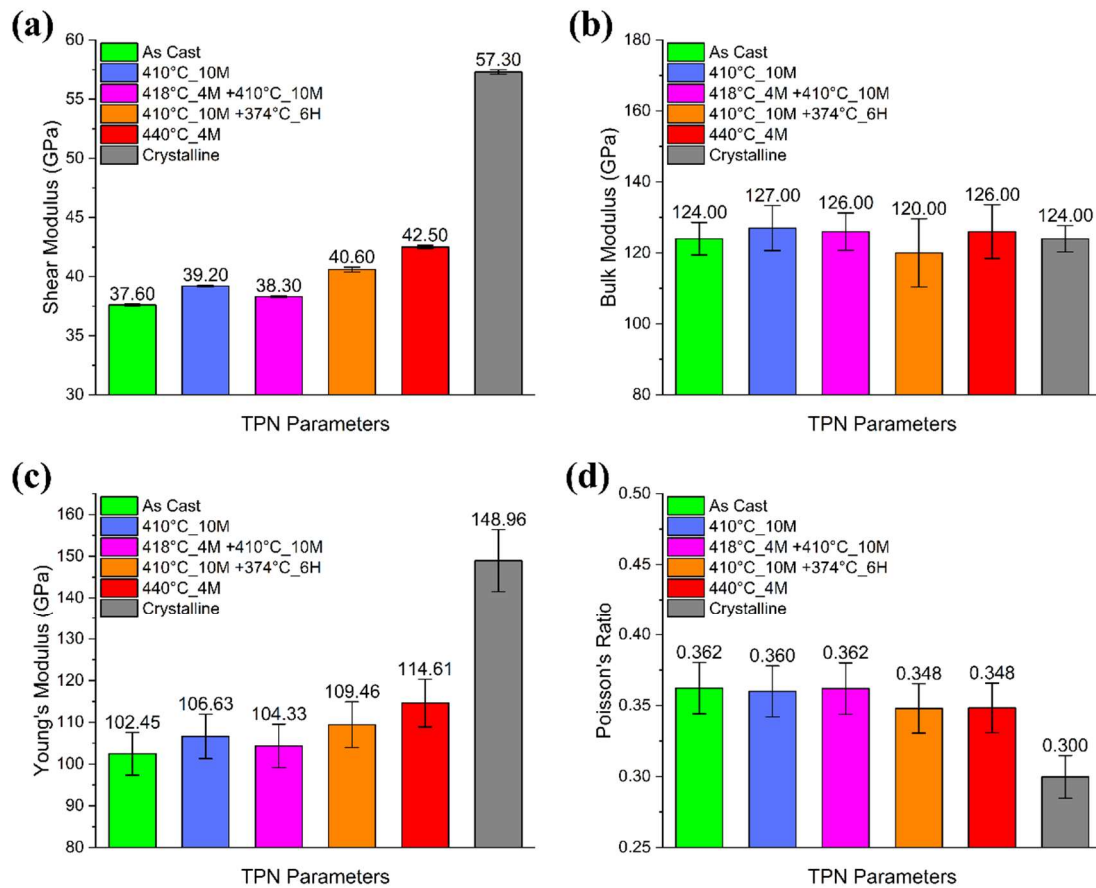 (a)
60
55
50
45
40
35
30
Shear Modulus (GPa)
As Cast
410°C_10M
418°C_4M +410°C_10M
410°C_10M +374°C_6H
440°C_4M
Crystalline
37.60
39.20
38.30
40.60
42.50
57.30
TPN Parameters
(b)
180
160
140
120
100
80
Bulk Modulus (GPa)
As Cast
410°C_10M
418°C_4M +410°C_10M
410°C_10M +374°C_6H
440°C_4M
Crystalline
124.00
127.00
126.00
120.00
126.00
124.00
TPN Parameters
(c)
160
150
140
130
120
110
100
90
80
Young's Modulus (GPa)
As Cast
410°C_10M
418°C_4M +410°C_10M
410°C_10M +374°C_6H
440°C_4M
Crystalline
102.45
106.63
104.33
109.46
114.61
148.96
TPN Parameters
(d)
0.50
0.45
0.40
0.35
0.30
0.25
Poisson's Ratio
As Cast
410°C_10M
418°C_4M +410°C_10M
410°C_10M +374°C_6H
440°C_4M
Crystalline
0.362
0.360
0.362
0.348
0.348
0.300
TPN Parameters